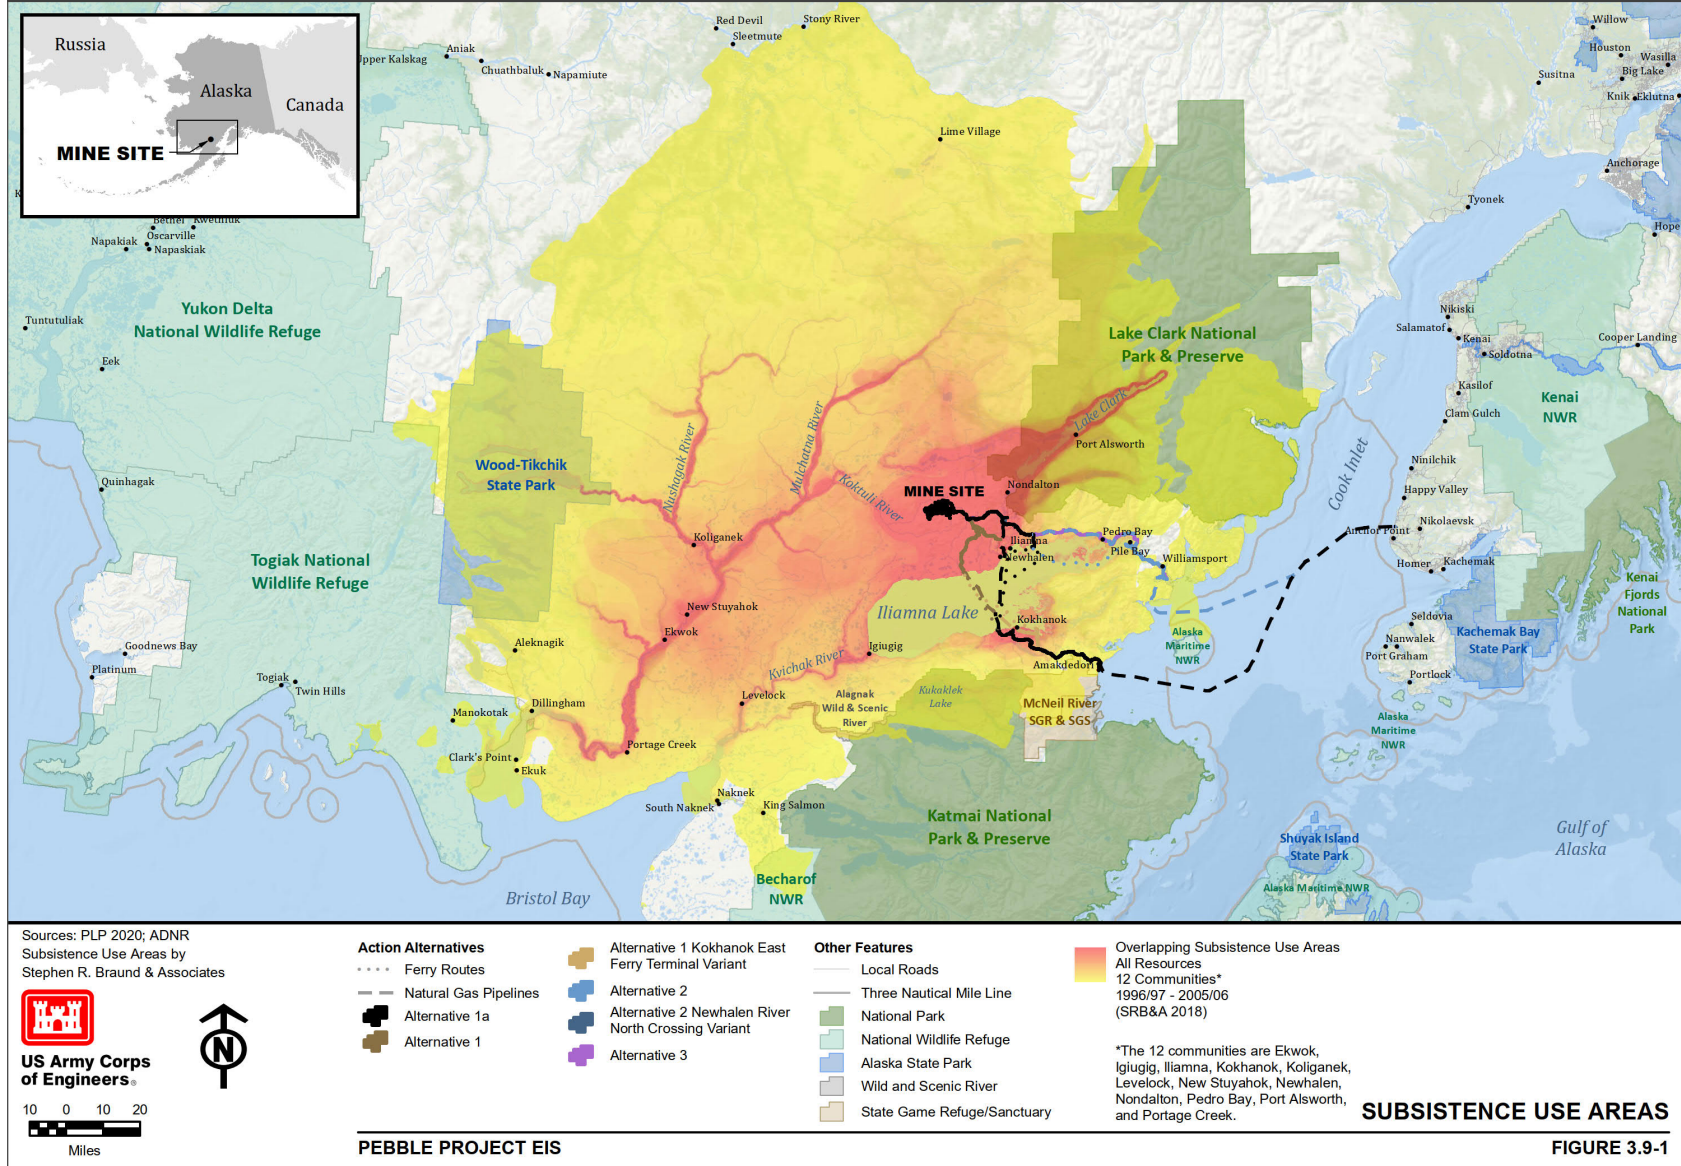 Russia
Alaska
Canada
MINE SITE
Red Devil
Stony River
Sleetmute
Aniak
Upper Kalskag
Chuathbaluk
Napamiute
Lime Village
Willow
Houston
Wasilla
Big Lake
Susitna
Knik
Eklutna
Anchorage
Tyonek
Hope
Bethel
Kwethluk
Oscarville
Napakiak
Napaskiak
Yukon Delta
National Wildlife Refuge
Tuntutuliak
Eek
Lake Clark National
Park & Preserve
Nikiski
Salamatof
Kenai
Soldotna
Cooper Landing
Kasilof
Kenai
NWR
Clam Gulch
Lake Clark
Port Alsworth
Nushagak River
Mulchatna River
Koktuli River
Wood-Tikchik
State Park
Quinhagak
MINE SITE
Nondalton
Cook Inlet
Ninilchik
Happy Valley
Nikolaevsk
Anchor Point
Koliganek
Iliamna
Newhalen
Pedro Bay
Pile Bay
Williamsport
Homer
Kachemak
Togiak National
Wildlife Refuge
Kenai
Fjords
National
Park
New Stuyahok
Ekwok
Iliamna Lake
Kokhanok
Seldovia
Nanwalek
Port Graham
Kachemak Bay
State Park
Portlock
Alaska
Maritime
NWR
Aleknagik
Igiugig
Kvichak River
Amakdedori
Goodnews Bay
Platinum
Togiak
Twin Hills
Levelock
Alagnak
Wild & Scenic
River
Kukaklek
Lake
McNeil River
SGR & SGS
Dillingham
Manokotak
Alaska
Maritime
NWR
Portage Creek
Clark's Point
Ekuk
Naknek
South Naknek
King Salmon
Katmai National
Park & Preserve
Shuyak Island
State Park
Gulf of
Alaska
Becharof
NWR
Alaska Maritime NWR
Bristol Bay
Sources: PLP 2020; ADNR
Subsistence Use Areas by
Stephen R. Braund & Associates
US Army Corps
of Engineers®
N
10 0 10 20
Miles
Action Alternatives
Ferry Routes
Natural Gas Pipelines
Alternative 1a
Alternative 1
Alternative 1 Kokhanok East
Ferry Terminal Variant
Alternative 2
Alternative 2 Newhalen River
North Crossing Variant
Alternative 3
Other Features
Local Roads
Three Nautical Mile Line
National Park
National Wildlife Refuge
Alaska State Park
Wild and Scenic River
State Game Refuge/Sanctuary
Overlapping Subsistence Use Areas
All Resources
12 Communities*
1996/97 - 2005/06
(SRB&A 2018)
*The 12 communities are Ekwok,
Igiugig, Iliamna, Kokhanok, Koliganek,
Levelock, New Stuyahok, Newhalen,
Nondalton, Pedro Bay, Port Alsworth,
and Portage Creek.
SUBSISTENCE USE AREAS
PEBBLE PROJECT EIS
FIGURE 3.9-1